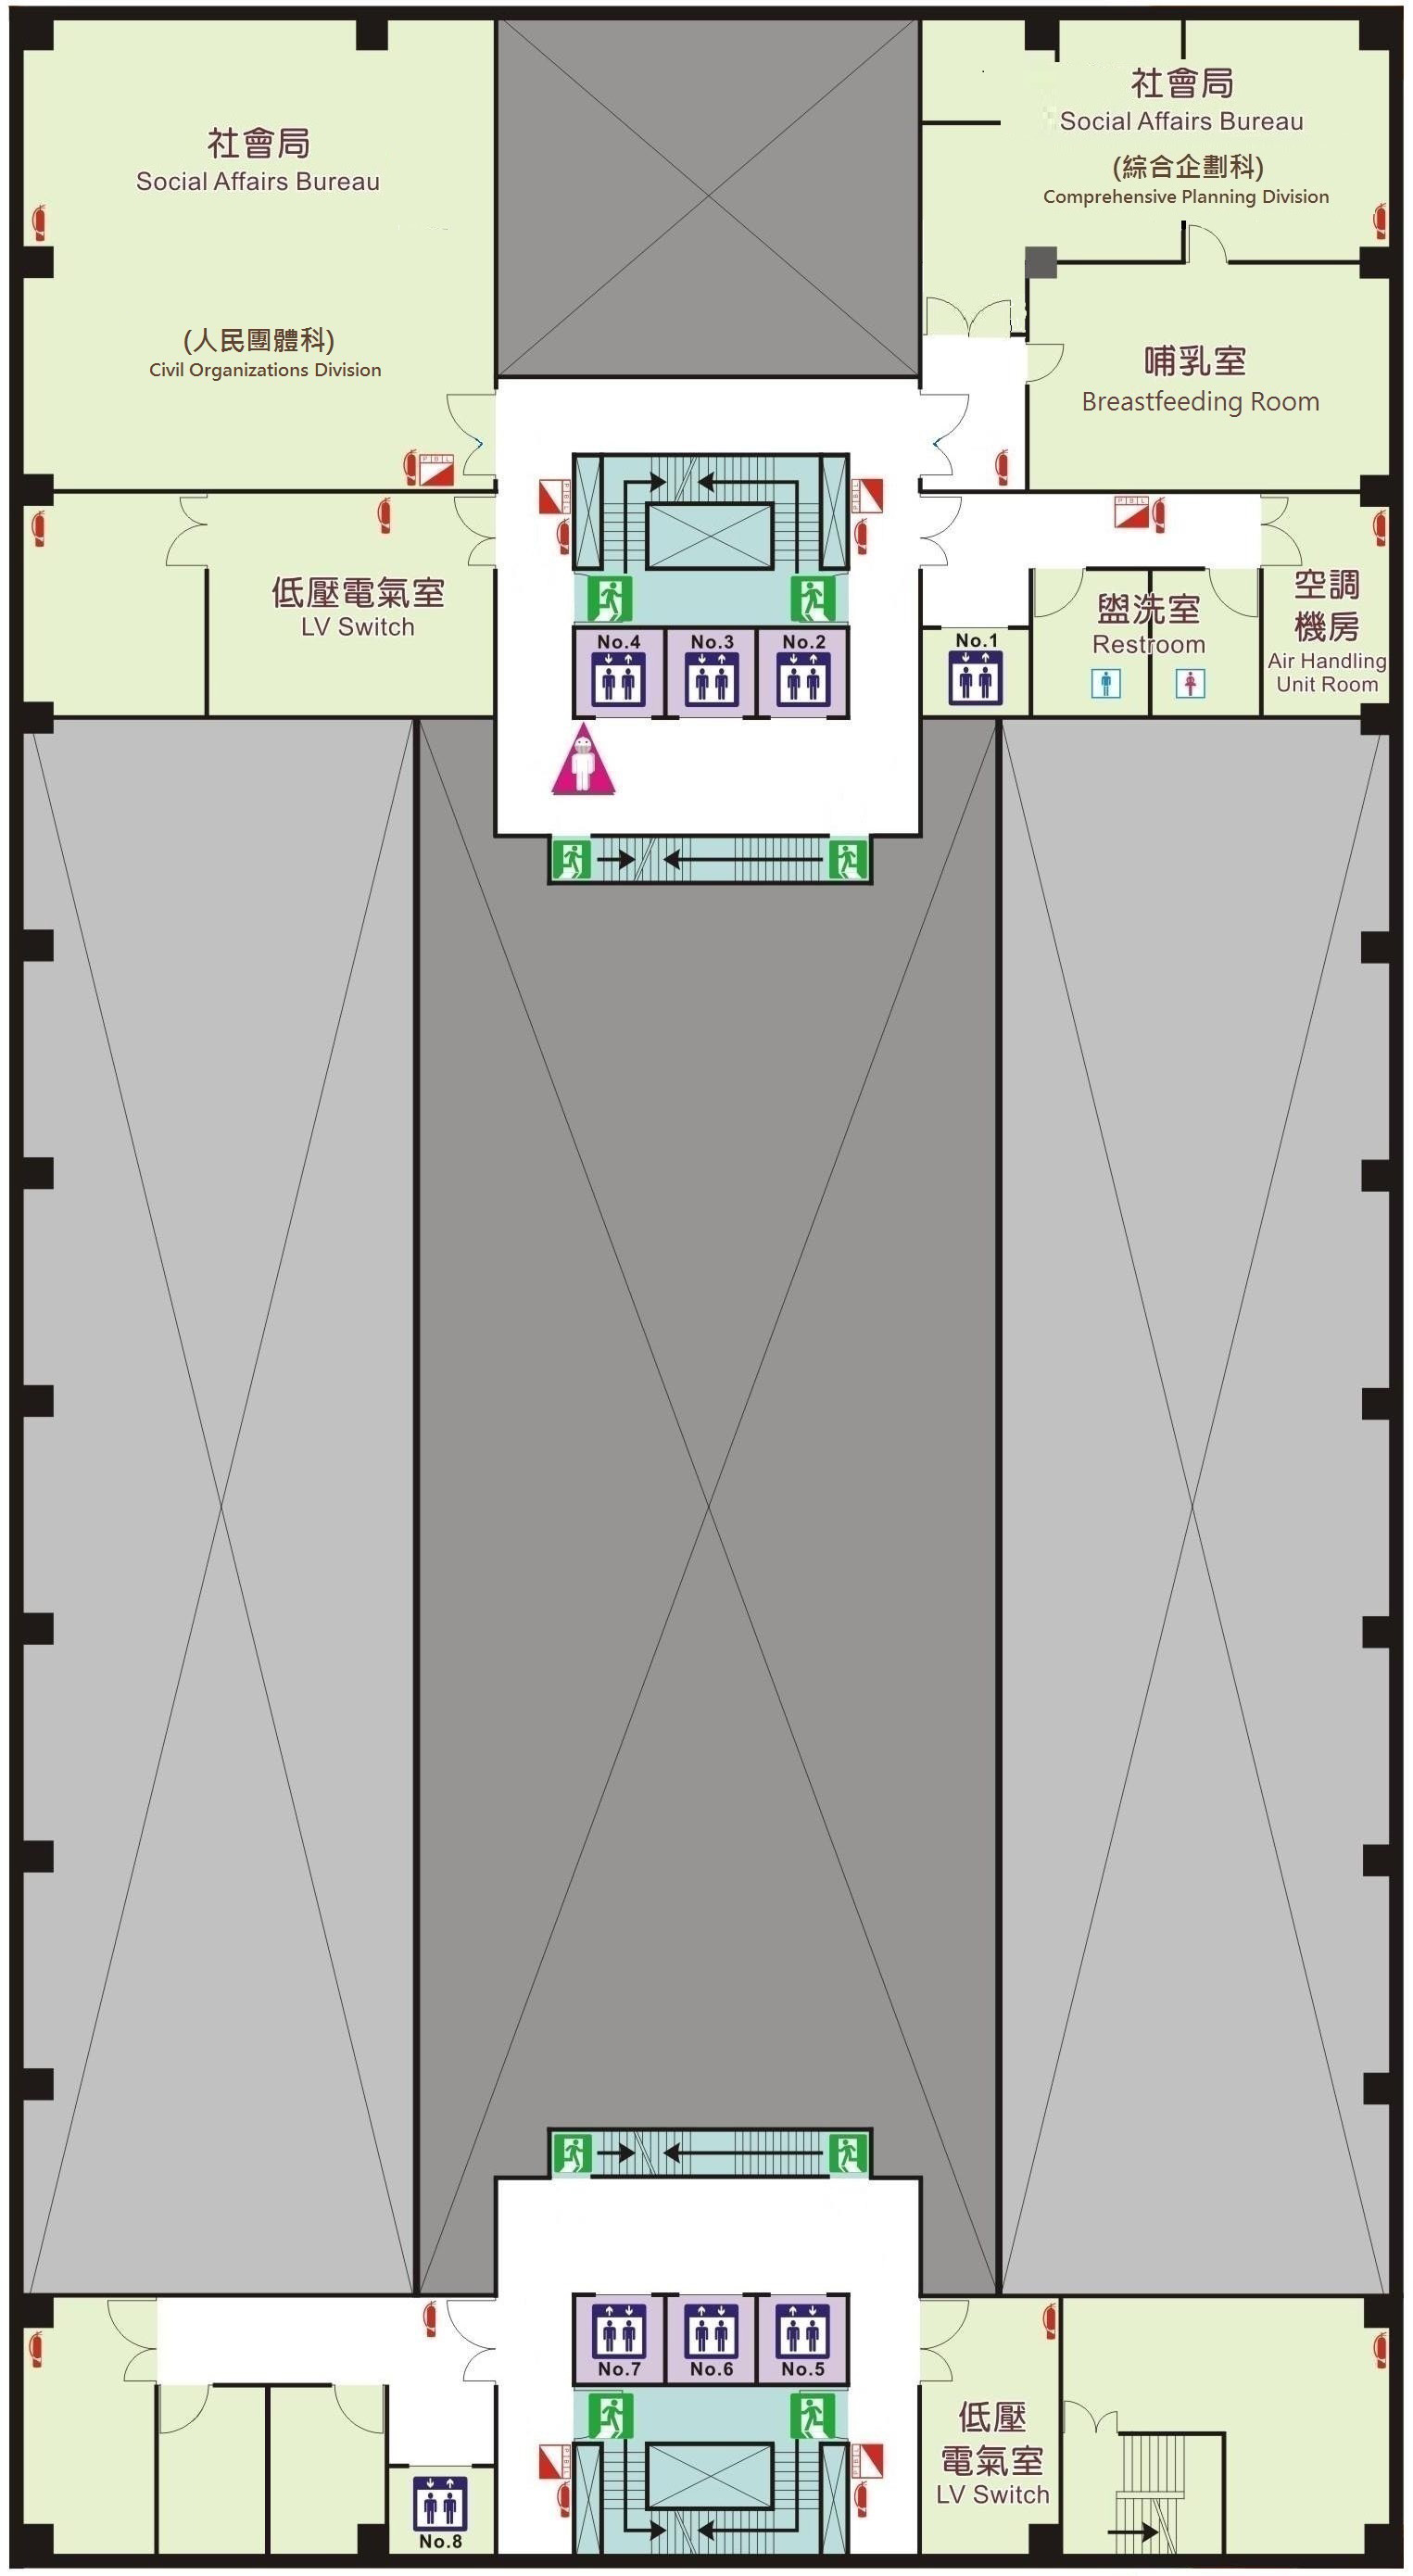 社會局
Social Affairs Bureau
(人民團體科)
Civil Organizations Division
社會局
Social Affairs Bureau
(綜合企劃科)
Comprehensive Planning Division
哺乳室
Breastfeeding Room
低壓電氣室
LV Switch
No.4
No.3
No.2
No.1
盥洗室
Restroom
空調
機房
Air Handling
Unit Room
No.7
No.6
No.5
No.8
低壓
電氣室
LV Switch